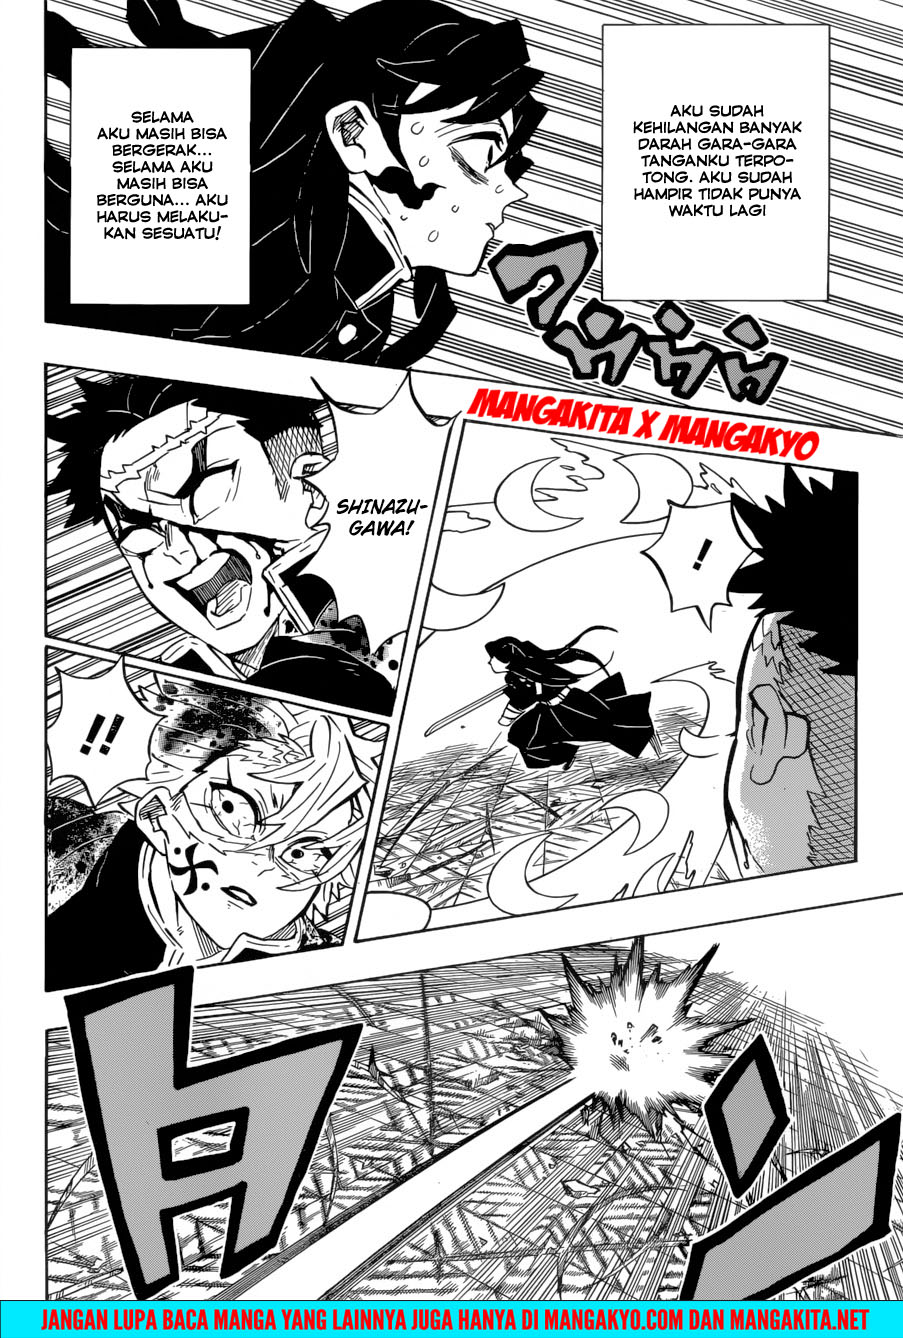 AKU SUDAH
KEHILANGAN BANYAK
DARAH GARA-GARA
TANGANKU TERPO-
TONG. AKU SUDAH
HAMPIR TIDAK PUNYA
WAKTU LAGI
SELAMA
AKU MASIH BISA
BERGERAK...
SELAMA AKU
MASIH BISA
BERGUNA... AKU
HARUS MELAKU-
KAN SESUATU!
MANGAKITA X MANGAKYO
!
SHINAZU-
GAWA!
!!
JANGAN LUPA BACA MANGA YANG LAINNYA JUGA HANYA DI MANGAKYO.COM DAN MANGAKITA.NET